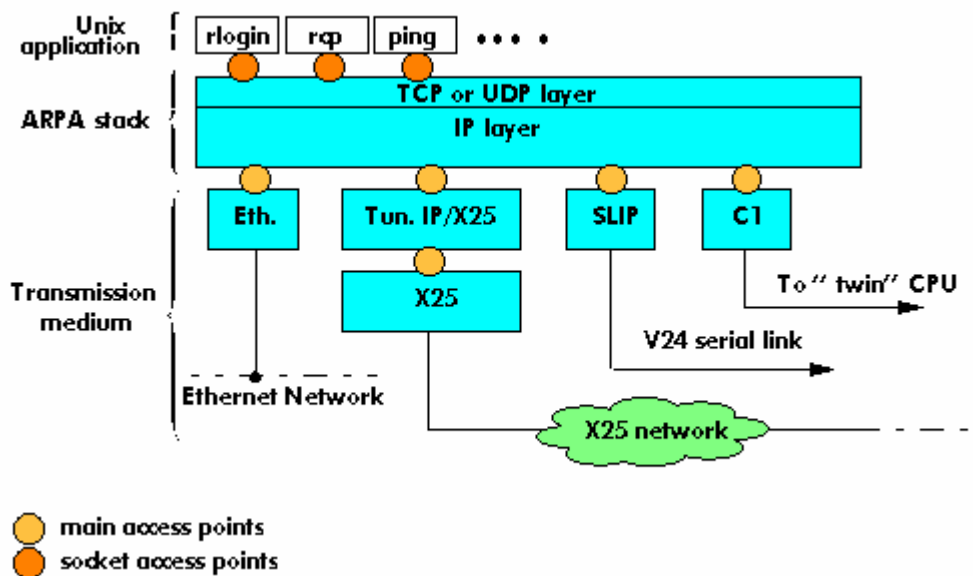 Unix
application
rlogin rcp ping
TCP or UDP layer
ARPA stack
IP layer
Eth. Tun. IP/X25 SLIP C1
To " twin" CPU
Transmission
medium
X25
V24 serial link
Ethernet Network
X25 network
main access points
socket access points